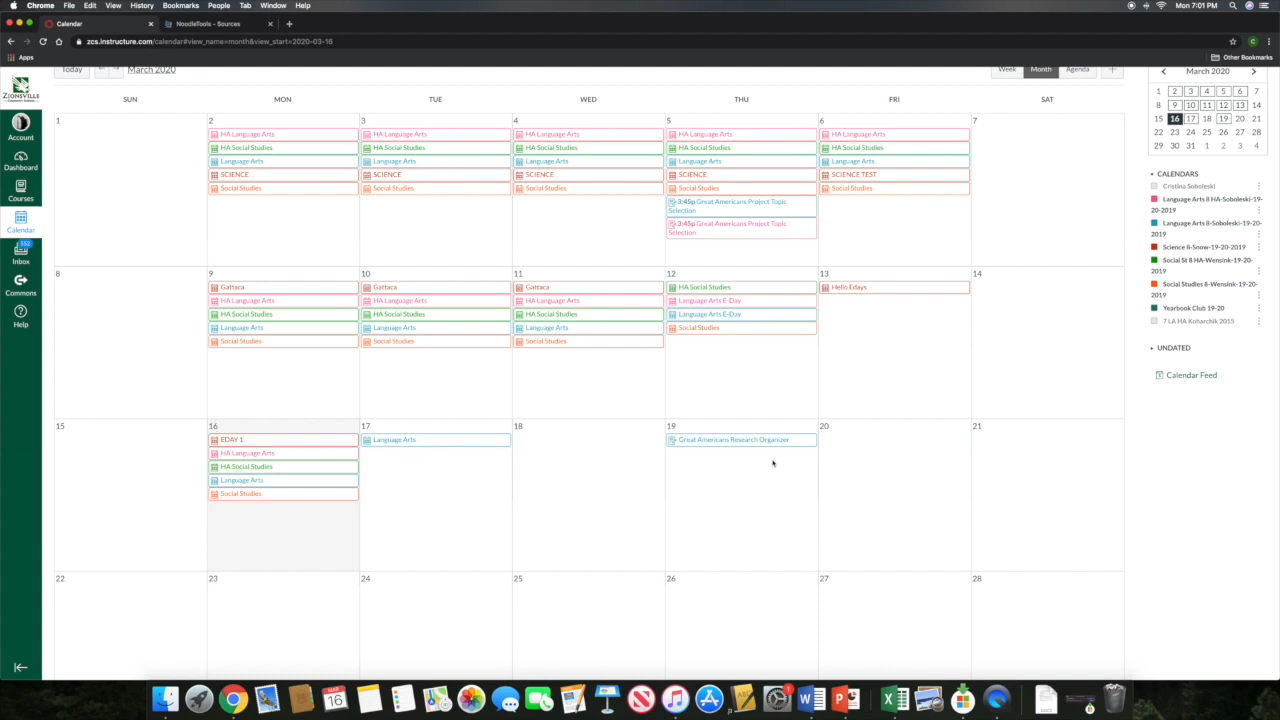 Chrome File Edit View History Bookmarks People Tab Window Help
Mon 7:01 PM
Calendar
NoodleTools - Sources
zcs.instructure.com/calendar#view_name=month&view_start=2020-03-16
Apps
Other Bookmarks
Today
March 2020
Week Month Agenda
SUN MON TUE WED THU FRI SAT
1 2 3 4 5 6 7
HA Language Arts HA Language Arts HA Language Arts HA Language Arts HA Language Arts
HA Social Studies HA Social Studies HA Social Studies HA Social Studies HA Social Studies
Language Arts Language Arts Language Arts Language Arts Language Arts
SCIENCE SCIENCE SCIENCE SCIENCE SCIENCE TEST
Social Studies Social Studies Social Studies Social Studies Social Studies
3:45p Great Americans Project Topic
Selection
3:45p Great Americans Project Topic
Selection
8 9 10 11 12 13 14
Gattaca Gattaca Gattaca HA Social Studies Hello Edays
HA Language Arts HA Language Arts HA Language Arts Language Arts E-Day
HA Social Studies HA Social Studies HA Social Studies Language Arts E-Day
Language Arts Language Arts Language Arts Social Studies
Social Studies Social Studies Social Studies
15 16 17 18 19 20 21
EDAY 1 Language Arts Great Americans Research Organizer
HA Language Arts
HA Social Studies
Language Arts
Social Studies
22 23 24 25 26 27 28
ZIONSVILLE
Account
Dashboard
Courses
Calendar
552
Inbox
Commons
Help
March 2020
1 2 3 4 5 6 7
8 9 10 11 12 13 14
15 16 17 18 19 20 21
22 23 24 25 26 27 28
29 30 31 1 2 3 4
CALENDARS
Cristina Soboleski
Language Arts 8 HA-Soboleski-19-
20-2019
Language Arts 8-Soboleski-19-20-
2019
Science 8-Snow-19-20-2019
Social St 8 HA-Wensink-19-20-
2019
Social Studies 8-Wensink-19-20-
2019
Yearbook Club 19-20
7 LA HA Koharchik 2015
UNDATED
Calendar Feed
MAR
16
1